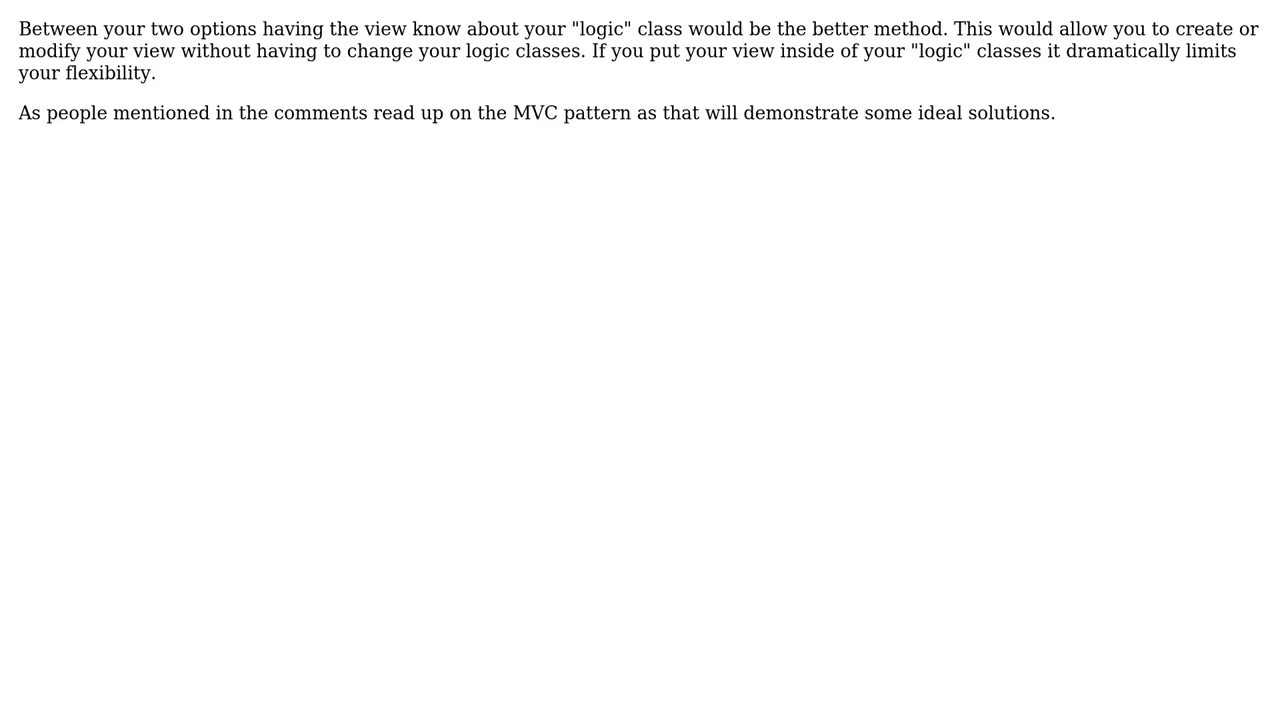 Between your two options having the view know about your "logic" class would be the better method. This would allow you to create or
modify your view without having to change your logic classes. If you put your view inside of your "logic" classes it dramatically limits
your flexibility.
As people mentioned in the comments read up on the MVC pattern as that will demonstrate some ideal solutions.